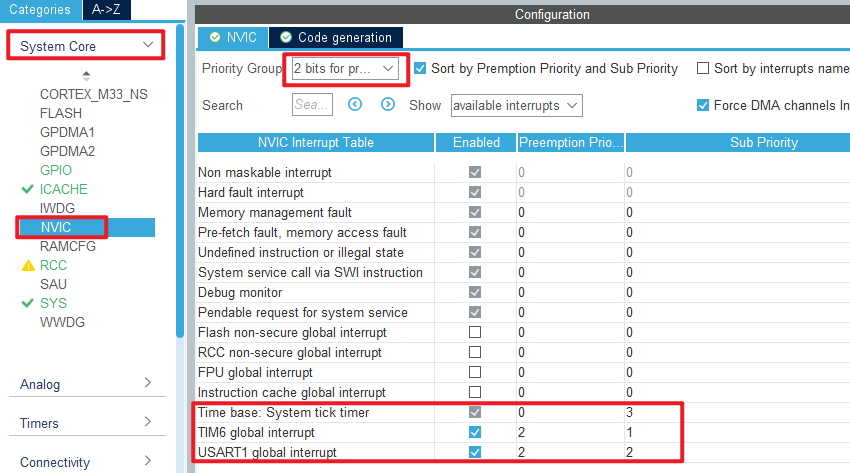 Categories A->Z
System Core
CORTEX_M33_NS
FLASH
GPDMA1
GPDMA2
GPIO
ICACHE
IWDG
NVIC
RAMCFG
RCC
SAU
SYS
WWDG
Analog
Timers
Connectivity
Configuration
NVIC Code generation
Priority Group 2 bits for pr... Sort by Premption Priority and Sub Priority Sort by interrupts name
Search Sea... Show available interrupts Force DMA channels In
NVIC Interrupt Table Enabled Preemption Prio... Sub Priority
Non maskable interrupt 0 0
Hard fault interrupt 0 0
Memory management fault 0 0
Pre-fetch fault, memory access fault 0 0
Undefined instruction or illegal state 0 0
System service call via SWI instruction 0 0
Debug monitor 0 0
Pendable request for system service 0 0
Flash non-secure global interrupt 0 0
RCC non-secure global interrupt 0 0
FPU global interrupt 0 0
Instruction cache global interrupt 0 0
Time base: System tick timer 0 3
TIM6 global interrupt 2 1
USART1 global interrupt 2 2